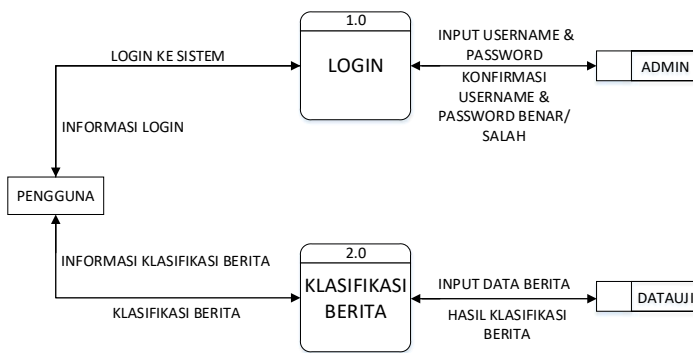 1.0
LOGIN
LOGIN KE SISTEM
INFORMASI LOGIN
INPUT USERNAME &
PASSWORD
KONFIRMASI
USERNAME &
PASSWORD BENAR/
SALAH
ADMIN
PENGGUNA
2.0
KLASIFIKASI
BERITA
INFORMASI KLASIFIKASI BERITA
KLASIFIKASI BERITA
INPUT DATA BERITA
HASIL KLASIFIKASI
BERITA
DATAUJI